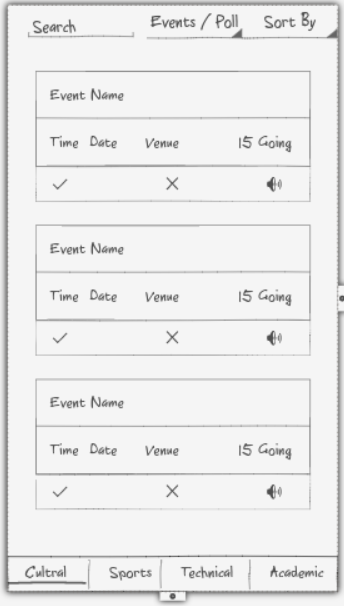 Search Events / Poll Sort By
Event Name
Time Date Venue 15 Going
Event Name
Time Date Venue 15 Going
Event Name
Time Date Venue 15 Going
Cultral Sports Technical Academic